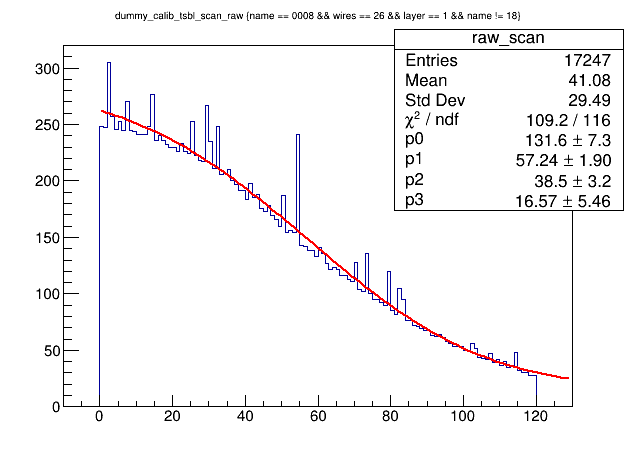 dummy_calib_tsbl_scan_raw {name == 0008 && wires == 26 && layer == 1 && name != 18}
raw_scan
Entries 17247
Mean 41.08
Std Dev 29.49
χ² / ndf 109.2 / 116
p0 131.6 ± 7.3
p1 57.24 ± 1.90
p2 38.5 ± 3.2
p3 16.57 ± 5.46
300
250
200
150
100
50
0
0 20 40 60 80 100 120